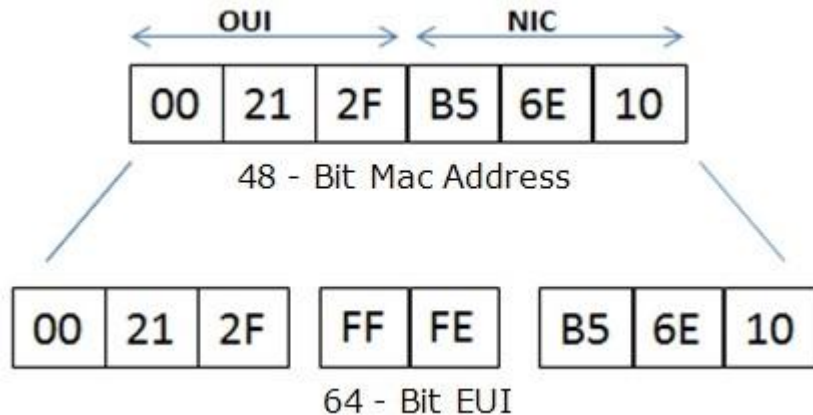 OUI NIC
00 21 2F B5 6E 10
48 - Bit Mac Address
00 21 2F FF FE B5 6E 10
64 - Bit EUI